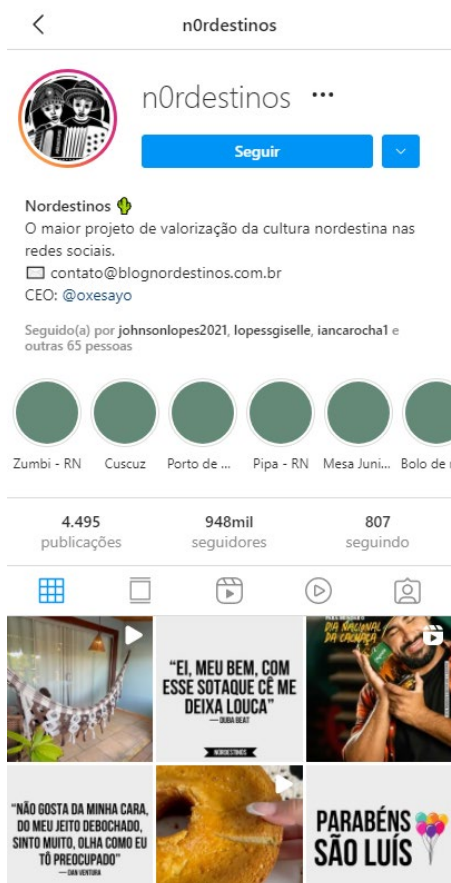 n0rdestinos
n0rdestinos
Seguir
Nordestinos
O maior projeto de valorização da cultura nordestina nas
redes sociais.
contato@blognordestinos.com.br
CEO: @oxesayo
Seguido(a) por johnsonlopes2021, lopessgiselle, iancarocha1 e
outras 65 pessoas
Zumbi - RN Cuscuz Porto de ... Pipa - RN Mesa Juni... Bolo de
4.495 948mil 807
publicações seguidores seguindo
DIA NACIONAL
DA CACHAÇA
“EI, MEU BEM, COM
ESSE SOTAQUE CÊ ME
DEIXA LOUCA”
— DUDA BEAT
NORDESTINOS
“NÃO GOSTA DA MINHA CARA,
DO MEU JEITO DEBOCHADO,
SINTO MUITO, OLHA COMO EU
TÔ PREOCUPADO”
— DAN VENTURA
PARABÉNS
SÃO LUÍS